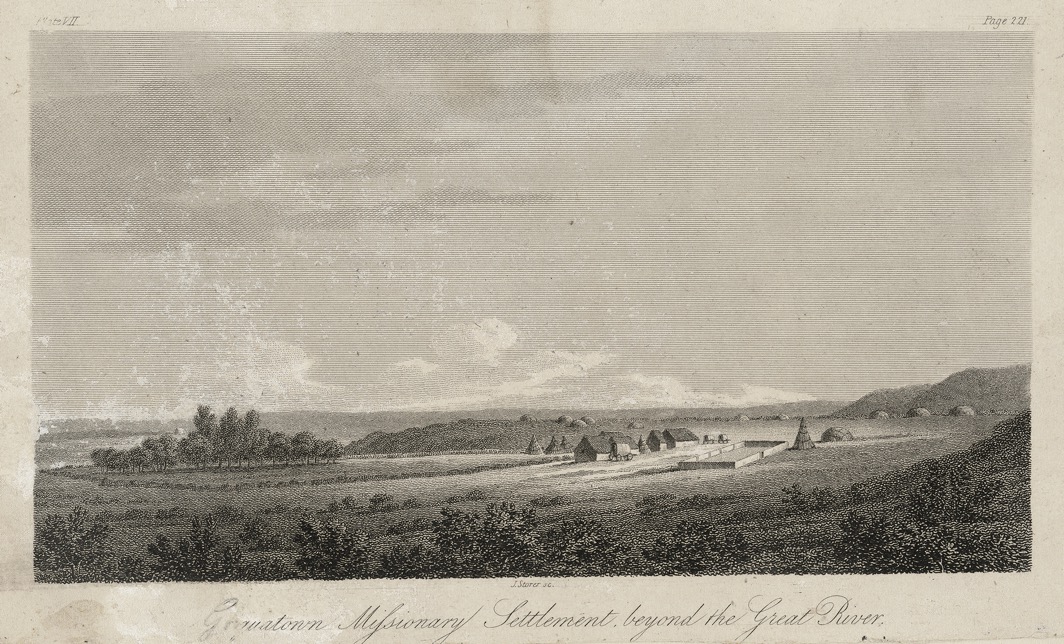 Plate VII.
Page 221
J. Storer sc.
Griquatown Miſsionary Settlement, beyond the Great River.